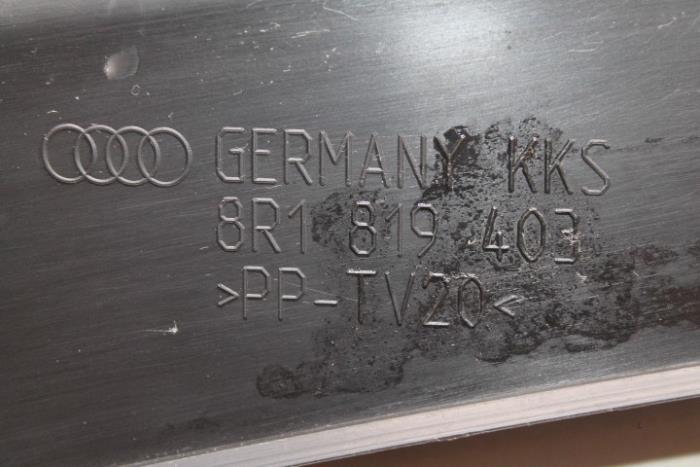 GERMANY KKS
8R1 819 403
>PP-TV20<